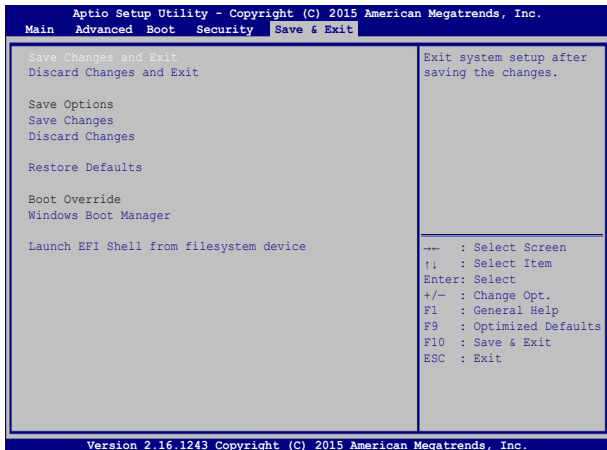 Aptio Setup Utility - Copyright (C) 2015 American Megatrends, Inc.
Main Advanced Boot Security Save & Exit
Save Changes and Exit
Discard Changes and Exit
Save Options
Save Changes
Discard Changes
Restore Defaults
Boot Override
Windows Boot Manager
Launch EFI Shell from filesystem device
Exit system setup after
saving the changes.
→← : Select Screen
↑↓ : Select Item
Enter: Select
+/— : Change Opt.
F1 : General Help
F9 : Optimized Defaults
F10 : Save & Exit
ESC : Exit
Version 2.16.1243 Copyright (C) 2015 American Megatrends, Inc.